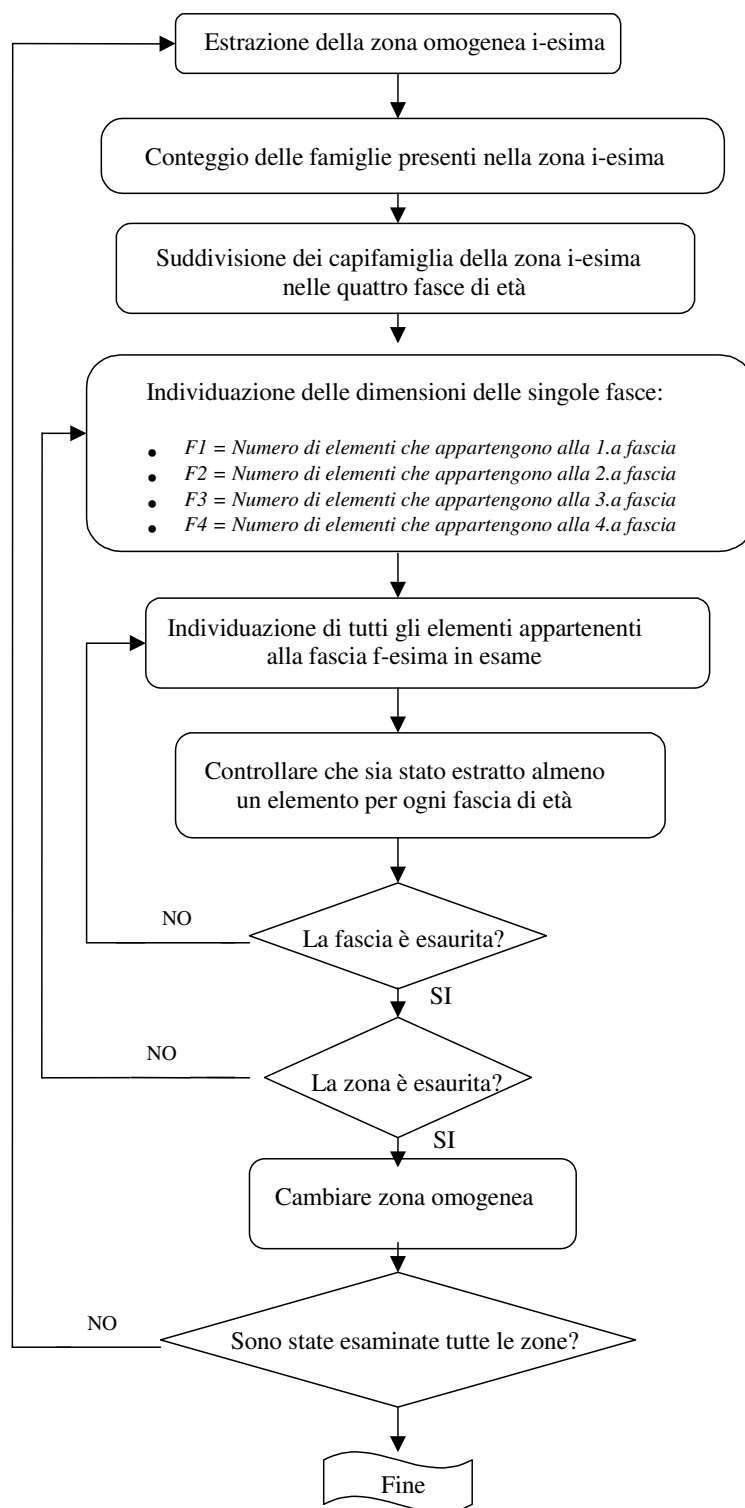 Estrazione della zona omogenea i-esima
Conteggio delle famiglie presenti nella zona i-esima
Suddivisione dei capifamiglia della zona i-esima
nelle quattro fasce di età
Individuazione delle dimensioni delle singole fasce:
• F1 = Numero di elementi che appartengono alla 1.a fascia
• F2 = Numero di elementi che appartengono alla 2.a fascia
• F3 = Numero di elementi che appartengono alla 3.a fascia
• F4 = Numero di elementi che appartengono alla 4.a fascia
Individuazione di tutti gli elementi appartenenti
alla fascia f-esima in esame
Controllare che sia stato estratto almeno
un elemento per ogni fascia di età
NO
La fascia è esaurita?
SI
NO
La zona è esaurita?
SI
Cambiare zona omogenea
NO
Sono state esaminate tutte le zone?
Fine